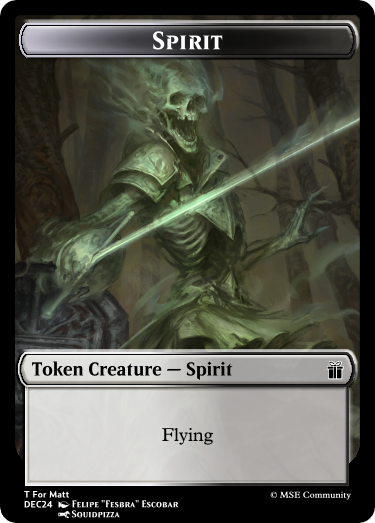 Spirit
Token Creature — Spirit
Flying
T For Matt
DEC24 Felipe "Fesbra" Escobar © MSE Community
Squidpizza